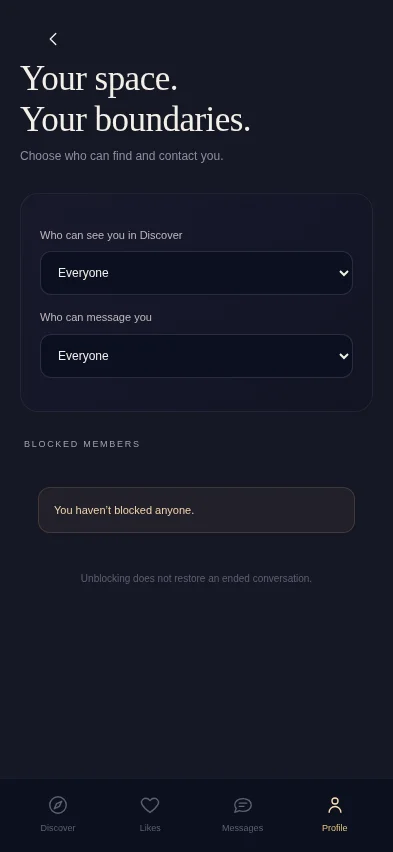 Your space.
Your boundaries.
Choose who can find and contact you.
Who can see you in Discover
Everyone
Who can message you
Everyone
BLOCKED MEMBERS
You haven't blocked anyone.
Unblocking does not restore an ended conversation.
Discover
Likes
Messages
Profile